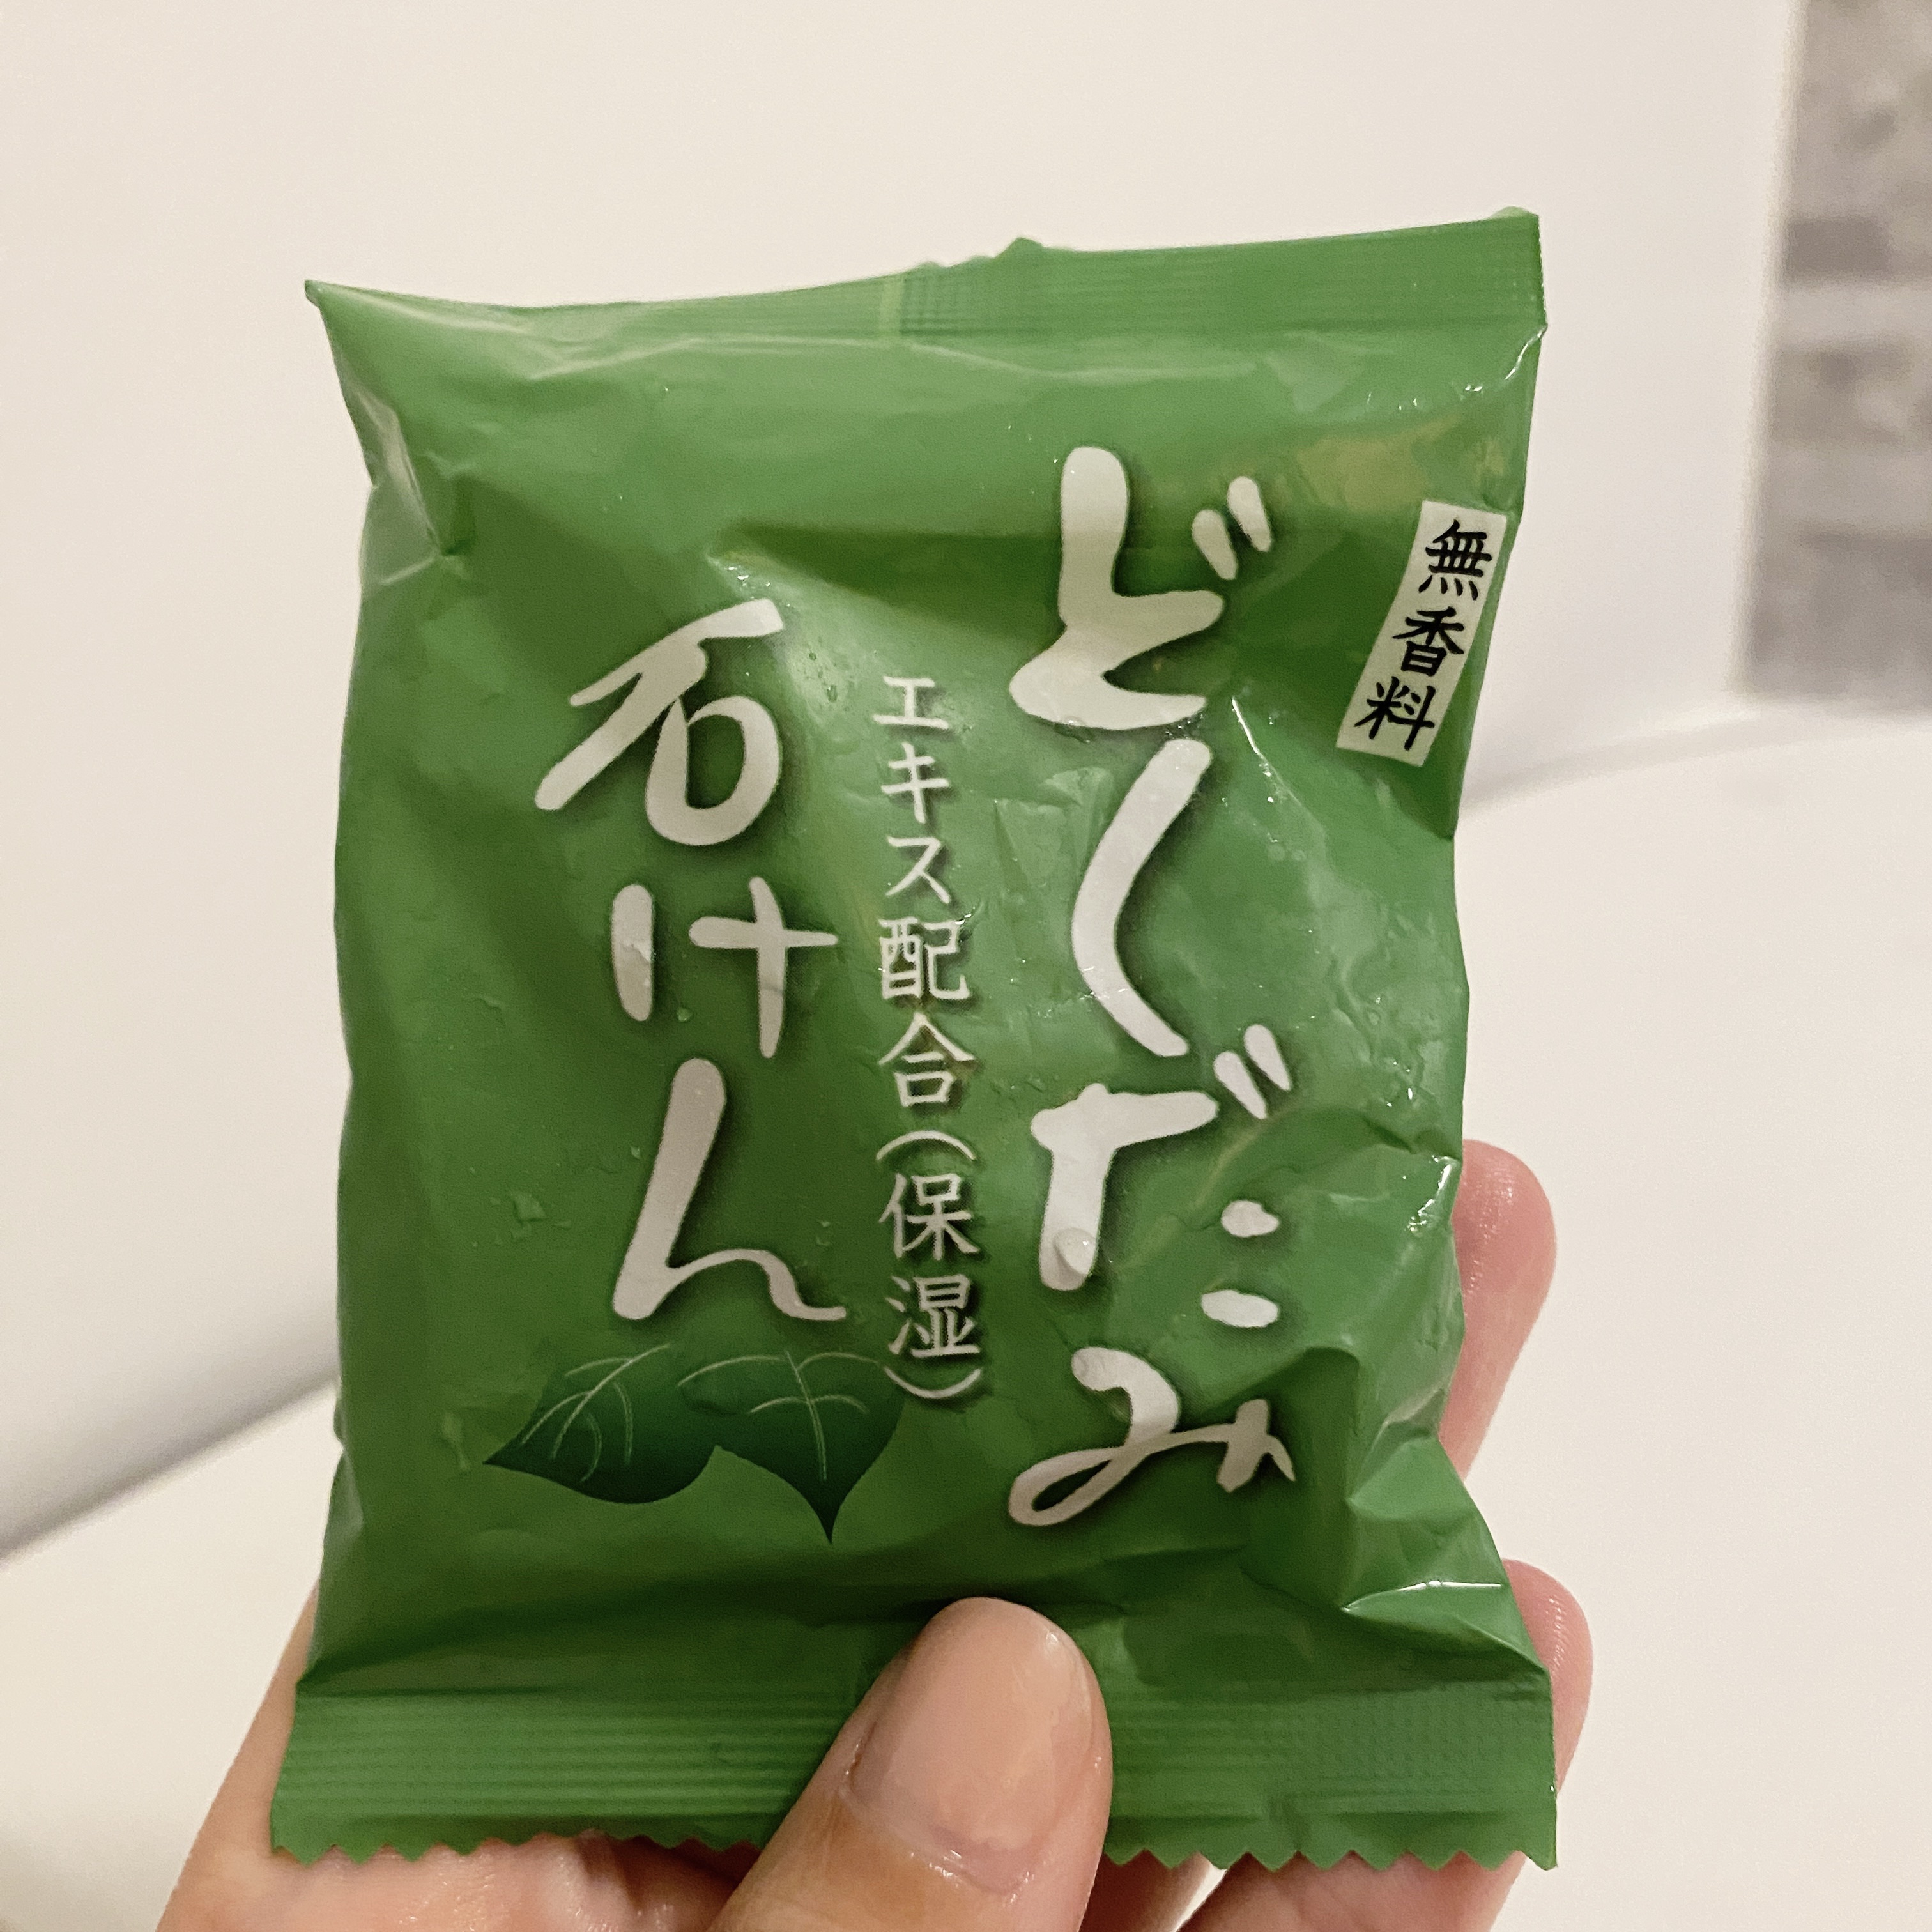 無香料
どくだみ
エキス配合(保湿)
石けん